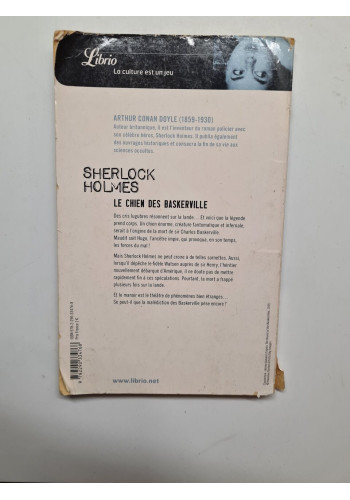 Librio
La culture est un jeu
ARTHUR CONAN DOYLE (1859-1930)
Auteur britannique, il est l'inventeur du roman policier avec
son célèbre héros, Sherlock Holmes. Il publia également
des ouvrages historiques et consacra la fin de sa vie aux
sciences occultes.
SHERLOCK
HOLMES
LE CHIEN DES BASKERVILLE
Des cris lugubres résonnent sur la lande... Et voici que la légende
prend corps. Un chien énorme, créature fantomatique et infernale,
serait à l'origine de la mort de sir Charles Baskerville.
Maudit soit Hugo, l'ancêtre impie, qui provoqua, en son temps,
les forces du mal !
Mais Sherlock Holmes ne peut croire à de telles sornettes. Aussi,
lorsqu'il dépêche le fidèle Watson auprès de sir Henry, l'héritier
nouvellement débarqué d'Amérique, il ne doute pas de mettre
rapidement fin à ces spéculations. Pourtant, la mort a frappé
plusieurs fois sur la lande.
Et le manoir est le théâtre de phénomènes bien étranges...
Se peut-il que la malédiction des Baskerville pèse encore ?
www.librio.net